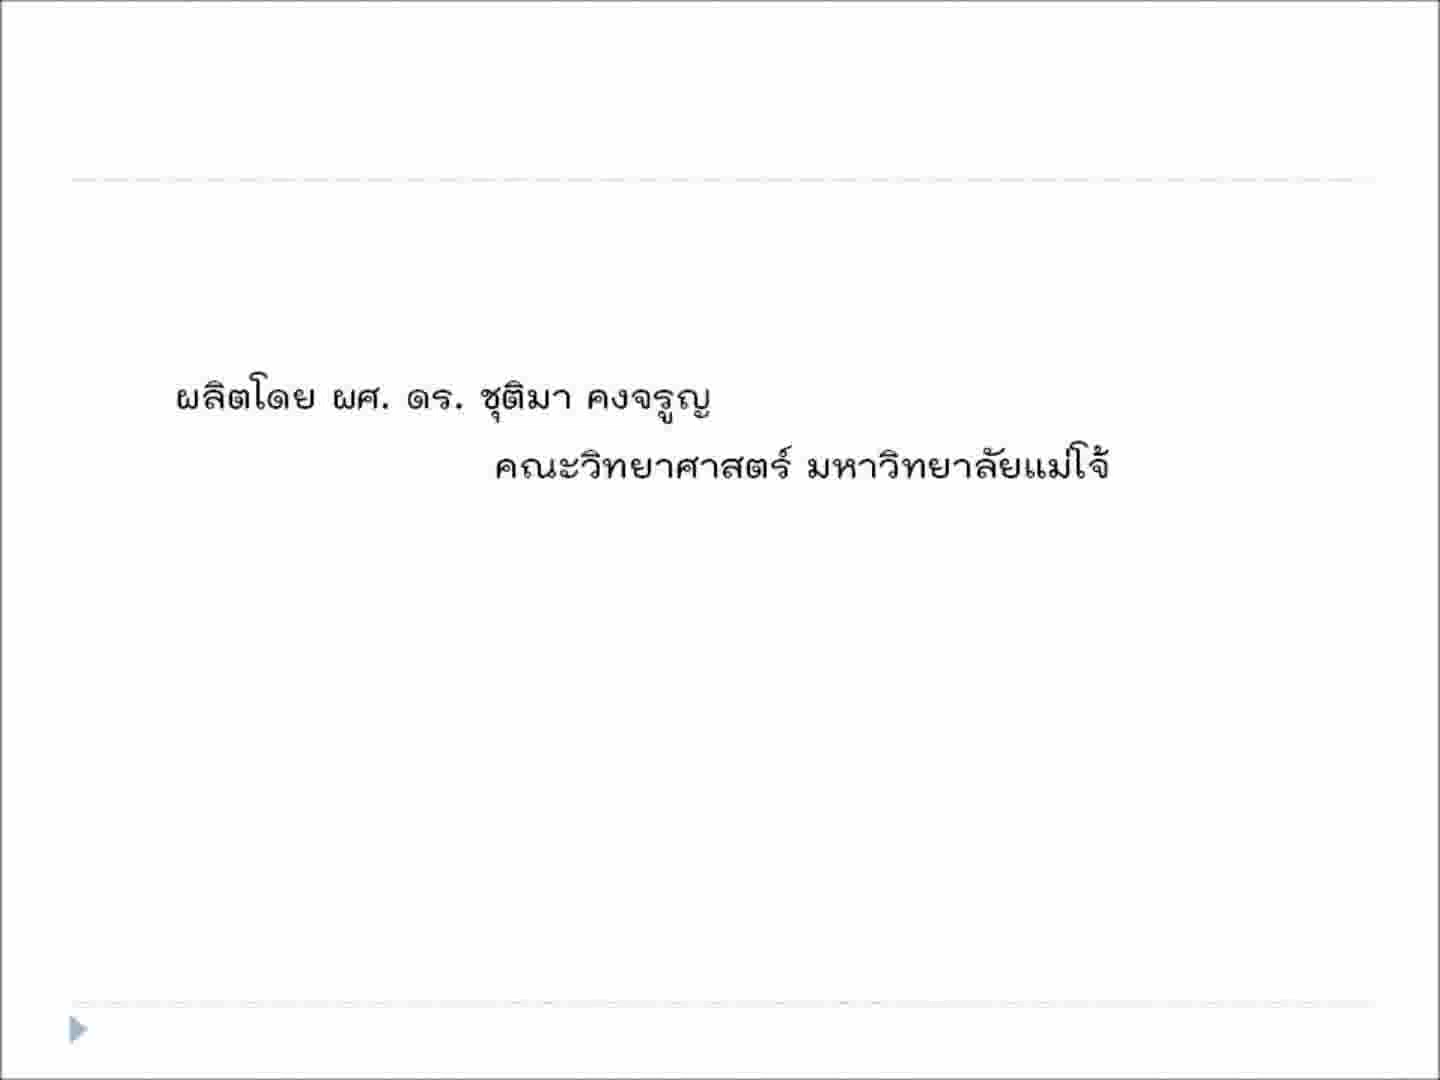 ผลิตโดย ผศ. ดร. ชุติมา คงจรูญ
คณะวิทยาศาสตร์ มหาวิทยาลัยแม่โจ้